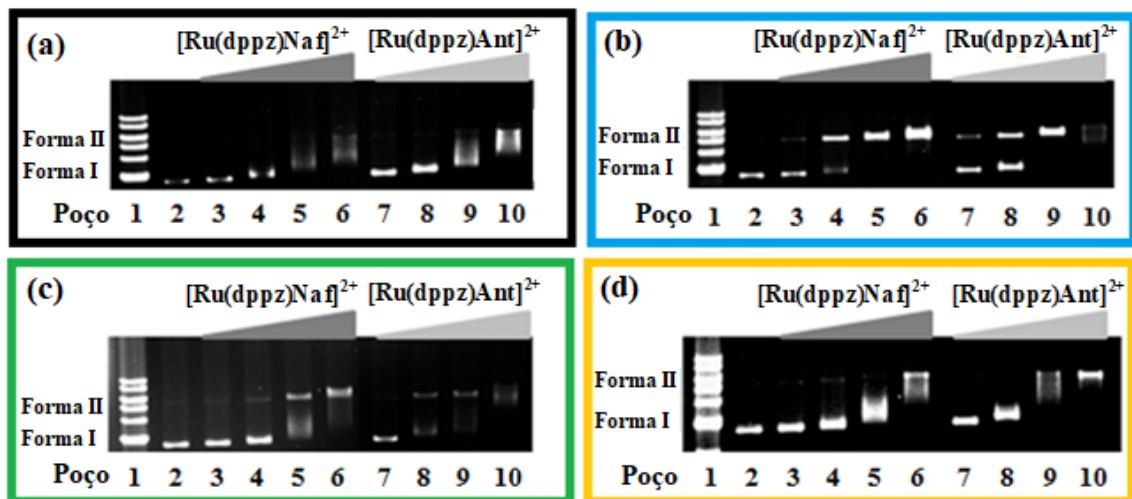 (a)
[Ru(dppz)Naf]²⁺ [Ru(dppz)Ant]²⁺
Forma II
Forma I
Poço 1 2 3 4 5 6 7 8 9 10
(b)
[Ru(dppz)Naf]²⁺ [Ru(dppz)Ant]²⁺
Forma II
Forma I
Poço 1 2 3 4 5 6 7 8 9 10
(c)
[Ru(dppz)Naf]²⁺ [Ru(dppz)Ant]²⁺
Forma II
Forma I
Poço 1 2 3 4 5 6 7 8 9 10
(d)
[Ru(dppz)Naf]²⁺ [Ru(dppz)Ant]²⁺
Forma II
Forma I
Poço 1 2 3 4 5 6 7 8 9 10